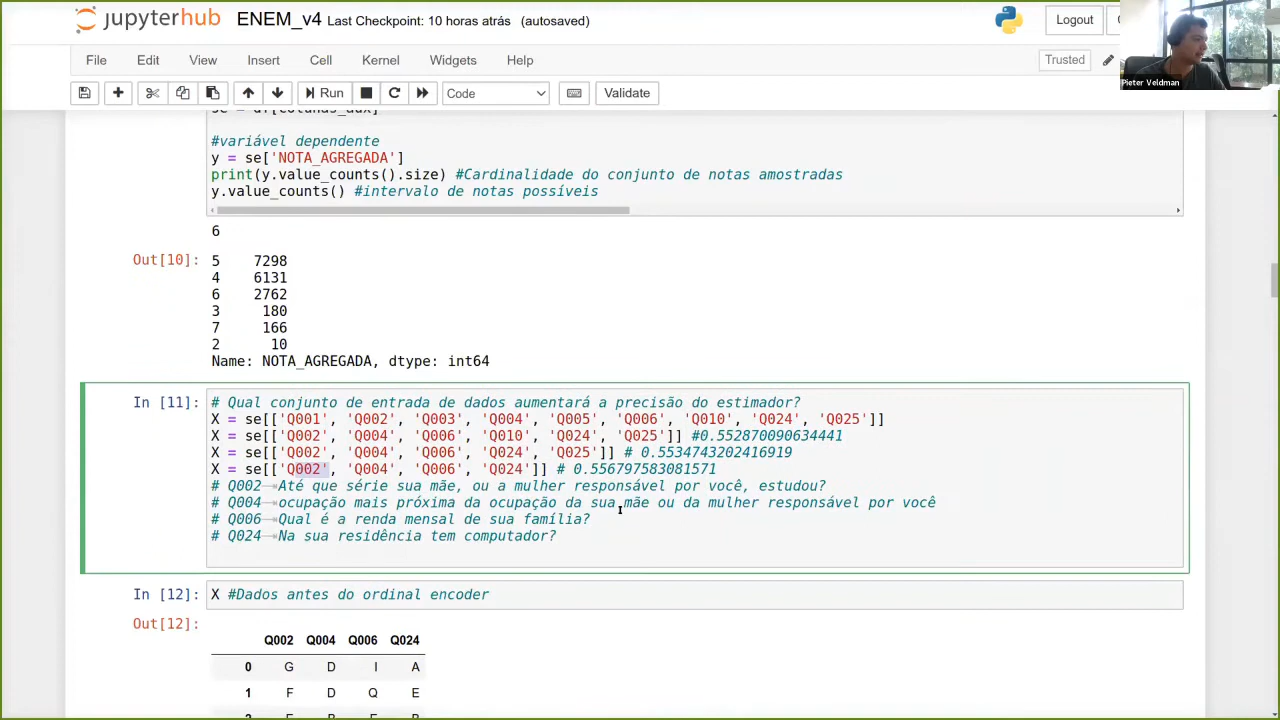 jupyterhub ENEM_v4 Last Checkpoint: 10 horas atrás (autosaved) Logout
File Edit View Insert Cell Kernel Widgets Help Trusted
Pieter Veldman
Run Validate
#variável dependente
y = se['NOTA_AGREGADA']
print(y.value_counts().size) #Cardinalidade do conjunto de notas amostradas
y.value_counts() #intervalo de notas possíveis
6
Out[10]: 5 7298
4 6131
6 2762
3 180
7 166
2 10
Name: NOTA_AGREGADA, dtype: int64
In [11]: # Qual conjunto de entrada de dados aumentará a precisão do estimador?
X = se[['Q001', 'Q002', 'Q003', 'Q004', 'Q005', 'Q006', 'Q010', 'Q024', 'Q025']]
X = se[['Q002', 'Q004', 'Q006', 'Q010', 'Q024', 'Q025']] #0.552870090634441
X = se[['Q002', 'Q004', 'Q006', 'Q024', 'Q025']] # 0.5534743202416919
X = se[['Q002', 'Q004', 'Q006', 'Q024']] # 0.556797583081571
# Q002 Até que série sua mãe, ou a mulher responsável por você, estudou?
# Q004 ocupação mais próxima da ocupação da sua mãe ou da mulher responsável por você
# Q006 Qual é a renda mensal de sua família?
# Q024 Na sua residência tem computador?
In [12]: X #Dados antes do ordinal encoder
Out[12]:
Q002 Q004 Q006 Q024
0 G D I A
1 F D Q E